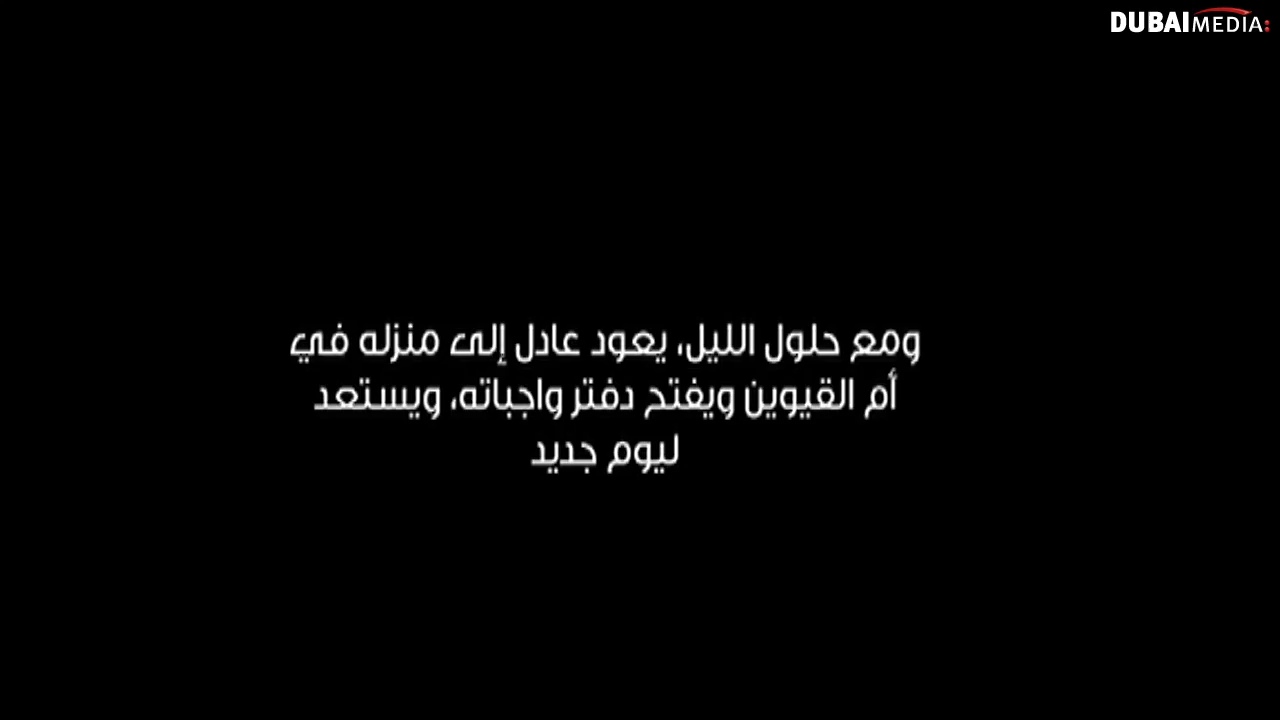 DUBAI MEDIA:
ومع حلول الليل، يعود عادل إلى منزله في
أم القيوين ويفتح دفتر واجباته، ويستعد
ليوم جديد